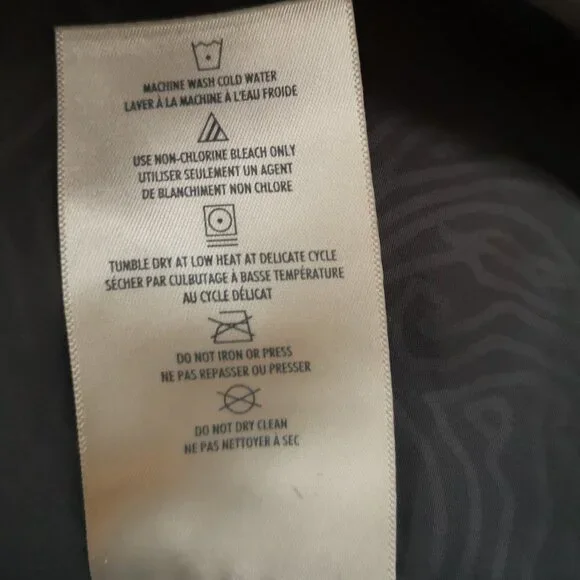 MACHINE WASH COLD WATER
LAVER À LA MACHINE À L'EAU FROIDE
USE NON-CHLORINE BLEACH ONLY
UTILISER SEULEMENT UN AGENT
DE BLANCHIMENT NON CHLORE
TUMBLE DRY AT LOW HEAT AT DELICATE CYCLE
SÉCHER PAR CULBUTAGE À BASSE TEMPÉRATURE
AU CYCLE DÉLICAT
DO NOT IRON OR PRESS
NE PAS REPASSER OU PRESSER
DO NOT DRY CLEAN
NE PAS NETTOYER À SEC